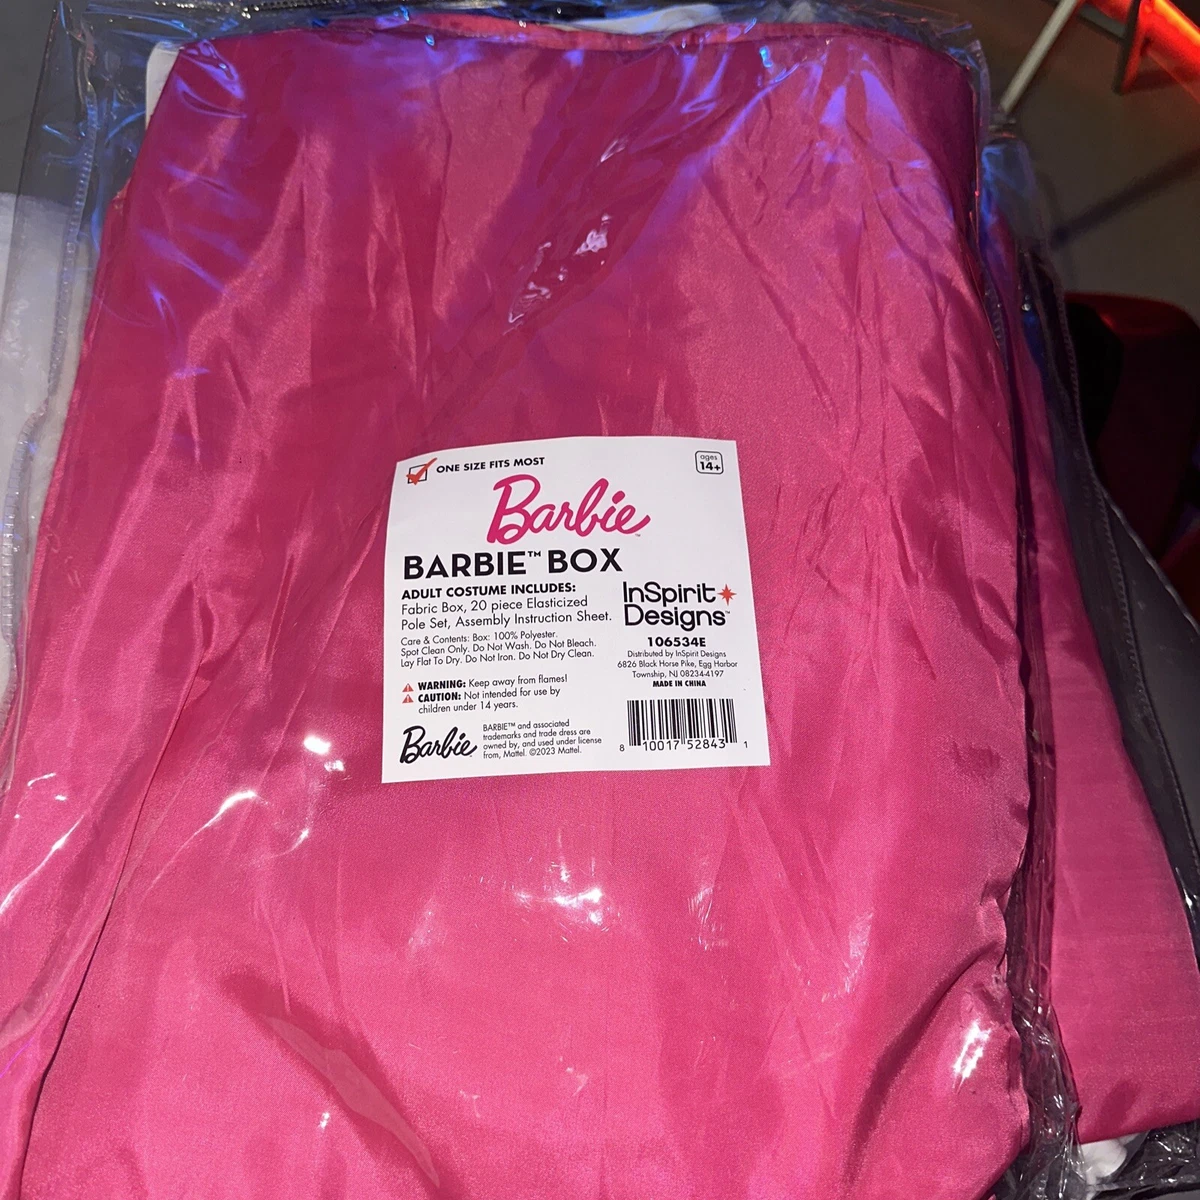 ONE SIZE FITS MOST
ages
14+
Barbie™
BARBIE™ BOX
ADULT COSTUME INCLUDES:
Fabric Box, 20 piece Elasticized
Pole Set, Assembly Instruction Sheet.
Care & Contents: Box: 100% Polyester.
Spot Clean Only. Do Not Wash. Do Not Bleach.
Lay Flat To Dry. Do Not Iron. Do Not Dry Clean.
WARNING: Keep away from flames!
CAUTION: Not intended for use by
children under 14 years.
Barbie
BARBIE™ and associated
trademarks and trade dress are
owned by, and used under license
from, Mattel. ©2023 Mattel.
InSpirit
Designs™
106534E
Distributed by InSpirit Designs
6826 Black Horse Pike, Egg Harbor
Township, NJ 08234-4197
MADE IN CHINA
8 10017 52843 1